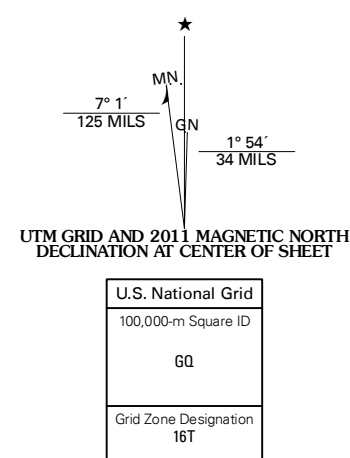 ★
MN.
7° 1´
125 MILS
GN
1° 54´
34 MILS
UTM GRID AND 2011 MAGNETIC NORTH
DECLINATION AT CENTER OF SHEET
U.S. National Grid
100,000-m Square ID
GQ
Grid Zone Designation
16T